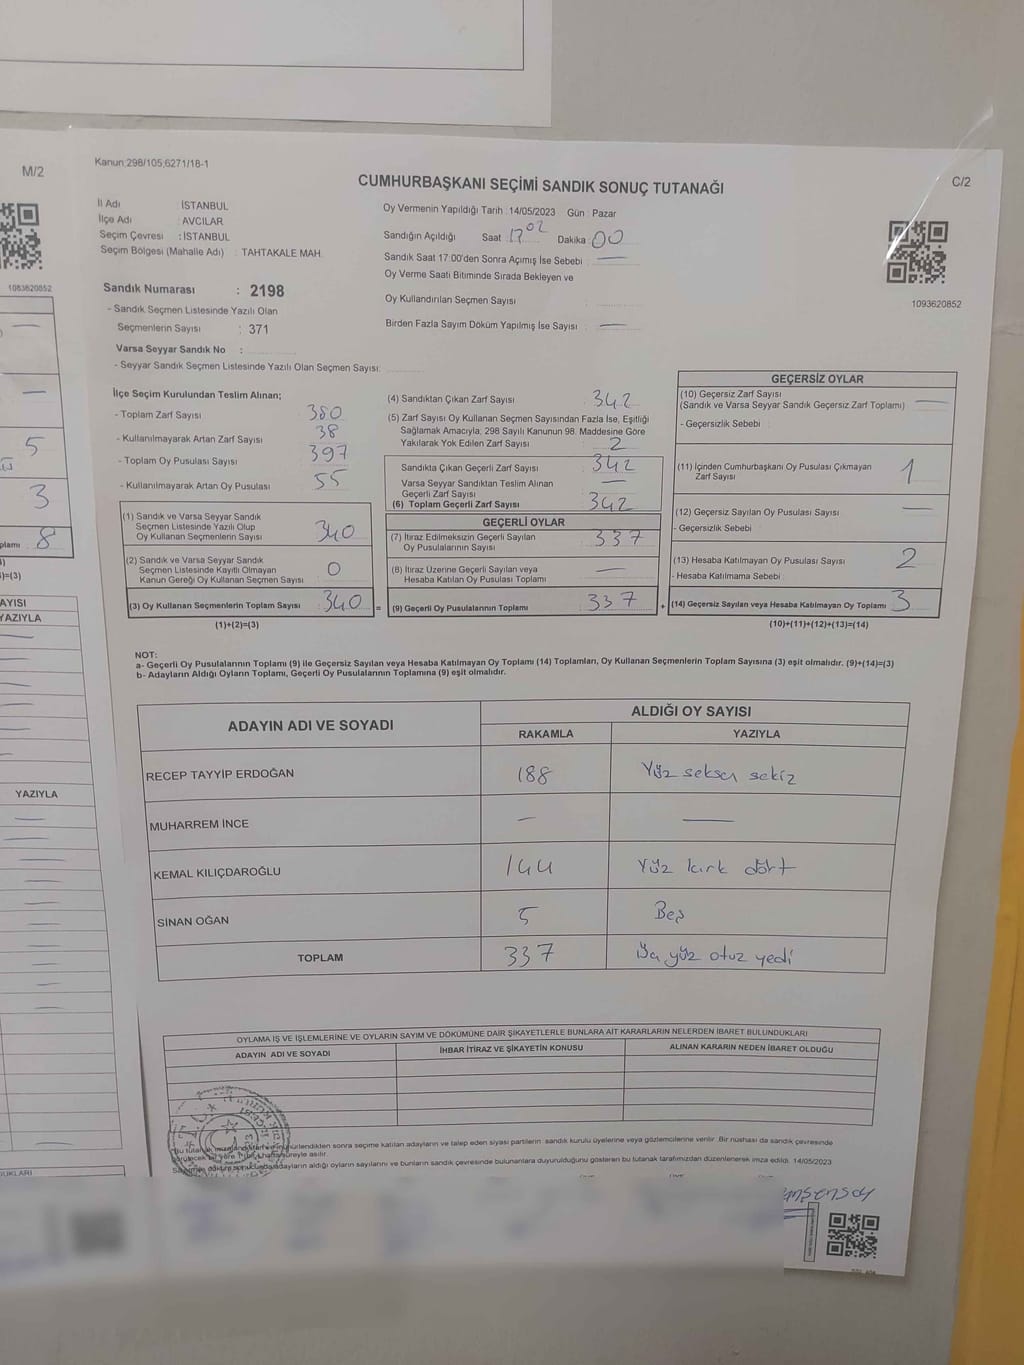 M/2
1083620852
5
3
8
AYISI
YAZIYLA
YAZIYLA
Kanun:298/105,6271/18-1
C/2
CUMHURBAŞKANI SEÇİMİ SANDIK SONUÇ TUTANAĞI
İl Adı : İSTANBUL
İlçe Adı : AVCILAR
Seçim Çevresi : İSTANBUL
Seçim Bölgesi (Mahalle Adı) : TAHTAKALE MAH.
Sandık Numarası : 2198
- Sandık Seçmen Listesinde Yazılı Olan
Seçmenlerin Sayısı : 371
Varsa Seyyar Sandık No :
- Seyyar Sandık Seçmen Listesinde Yazılı Olan Seçmen Sayısı:
Oy Vermenin Yapıldığı Tarih : 14/05/2023 Gün : Pazar
Sandığın Açıldığı Saat 17 02 Dakika 00
Sandık Saat 17.00'den Sonra Açımış İse Sebebi : —
Oy Verme Saati Bitiminde Sırada Bekleyen ve
Oy Kullandırılan Seçmen Sayısı
Birden Fazla Sayım Döküm Yapılmış İse Sayısı : —
1093620852
İlçe Seçim Kurulundan Teslim Alınan;
- Toplam Zarf Sayısı : 380
- Kullanılmayarak Artan Zarf Sayısı : 38
- Toplam Oy Pusulası Sayısı : 397
- Kullanılmayarak Artan Oy Pusulası : 55
(1) Sandık ve Varsa Seyyar Sandık
Seçmen Listesinde Yazılı Olup
Oy Kullanan Seçmenlerin Sayısı : 340
(2) Sandık ve Varsa Seyyar Sandık
Seçmen Listesinde Kayıtlı Olmayan
Kanun Gereği Oy Kullanan Seçmen Sayısı : 0
(3) Oy Kullanan Seçmenlerin Toplam Sayısı : 340
(1)+(2)=(3)
=
(4) Sandıktan Çıkan Zarf Sayısı : 342
(5) Zarf Sayısı Oy Kullanan Seçmen Sayısından Fazla İse, Eşitliği
Sağlamak Amacıyla, 298 Sayılı Kanunun 98. Maddesine Göre
Yakılarak Yok Edilen Zarf Sayısı : 2
Sandıkta Çıkan Geçerli Zarf Sayısı : 342
Varsa Seyyar Sandıktan Teslim Alınan
Geçerli Zarf Sayısı : —
(6) Toplam Geçerli Zarf Sayısı : 342
GEÇERLİ OYLAR
(7) İtiraz Edilmeksizin Geçerli Sayılan
Oy Pusulalarının Sayısı : 337
(8) İtiraz Üzerine Geçerli Sayılan veya
Hesaba Katılan Oy Pusulası Toplamı : —
(9) Geçerli Oy Pusulalarının Toplamı : 337
+
GEÇERSİZ OYLAR
(10) Geçersiz Zarf Sayısı
(Sandık ve Varsa Seyyar Sandık Geçersiz Zarf Toplamı) : —
- Geçersizlik Sebebi :
(11) İçinden Cumhurbaşkanı Oy Pusulası Çıkmayan
Zarf Sayısı : 1
(12) Geçersiz Sayılan Oy Pusulası Sayısı : —
- Geçersizlik Sebebi :
(13) Hesaba Katılmayan Oy Pusulası Sayısı : 2
- Hesaba Katılmama Sebebi :
(14) Geçersiz Sayılan veya Hesaba Katılmayan Oy Toplamı : 3
(10)+(11)+(12)+(13)=(14)
NOT:
a- Geçerli Oy Pusulalarının Toplamı (9) ile Geçersiz Sayılan veya Hesaba Katılmayan Oy Toplamı (14) Toplamları, Oy Kullanan Seçmenlerin Toplam Sayısına (3) eşit olmalıdır. (9)+(14)=(3)
b- Adayların Aldığı Oyların Toplamı, Geçerli Oy Pusulalarının Toplamına (9) eşit olmalıdır.
ADAYIN ADI VE SOYADI
ALDIĞI OY SAYISI
RAKAMLA YAZIYLA
RECEP TAYYİP ERDOĞAN 188 Yüz seksen sekiz
MUHARREM İNCE — —
KEMAL KILIÇDAROĞLU 144 Yüz kırk dört
SİNAN OĞAN 5 Beş
TOPLAM 337 Üç yüz otuz yedi
OYLAMA İŞ VE İŞLEMLERİNE VE OYLARIN SAYIM VE DÖKÜMÜNE DAİR ŞİKAYETLERLE BUNLARA AİT KARARLARIN NELERDEN İBARET BULUNDUKLARI
ADAYIN ADI VE SOYADI İHBAR İTİRAZ VE ŞİKAYETİN KONUSU ALINAN KARARIN NEDEN İBARET OLDUĞU
sonra seçime katılan adayların ve talep eden siyasi partilerin sandık kurulu üyelerine veya gözlemcilerine verilir. Bir nüshası da sandık çevresinde
asılır.
adayların aldığı oyların sayılarını ve bunların sandık çevresinde bulunanlara duyurulduğunu gösteren bu tutanak tarafımızdan düzenlenerek imza edildi. 14/05/2023